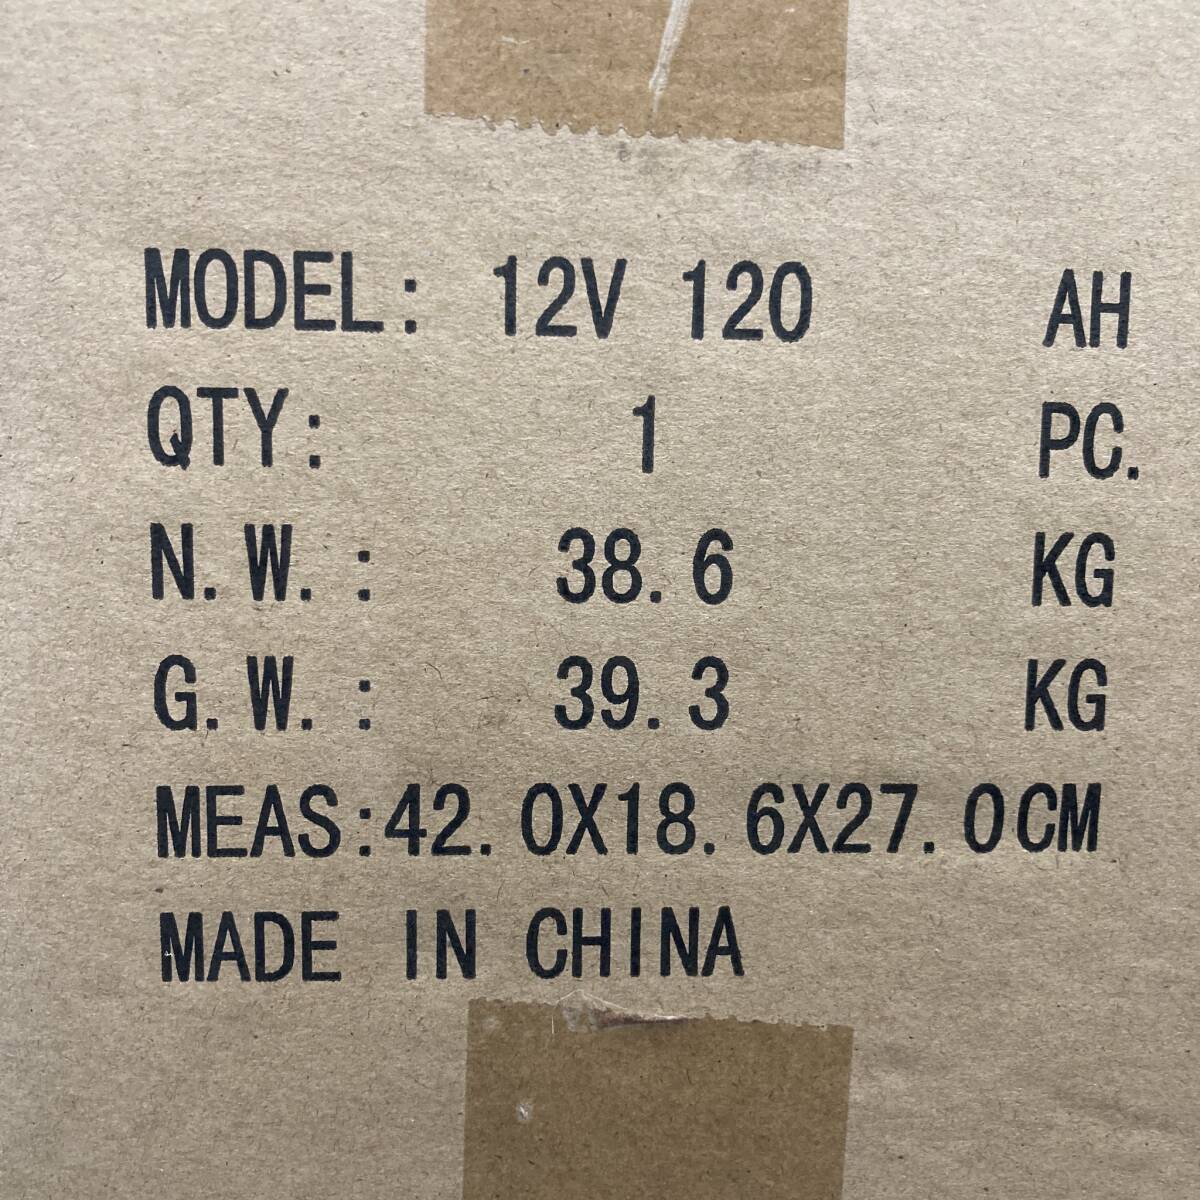 MODEL: 12V 120 AH
QTY: 1 PC.
N.W.: 38.6 KG
G.W.: 39.3 KG
MEAS:42.0X18.6X27.0CM
MADE IN CHINA